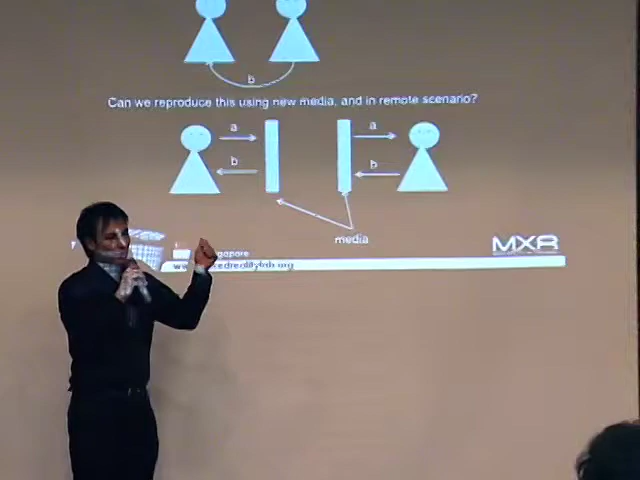 b
Can we reproduce this using new media, and in remote scenario?
a
a
b
b
media
MXR